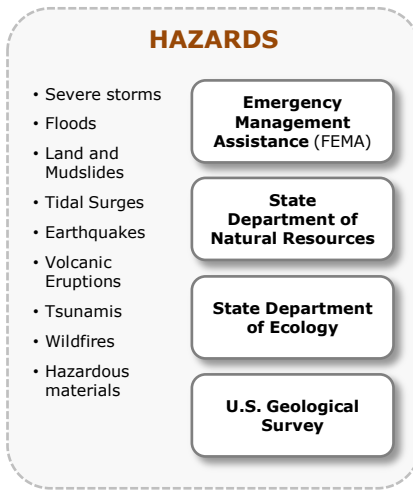 HAZARDS
• Severe storms
• Floods
• Land and
Mudslides
• Tidal Surges
• Earthquakes
• Volcanic
Eruptions
• Tsunamis
• Wildfires
• Hazardous
materials
Emergency
Management
Assistance (FEMA)
State
Department of
Natural Resources
State Department
of Ecology
U.S. Geological
Survey